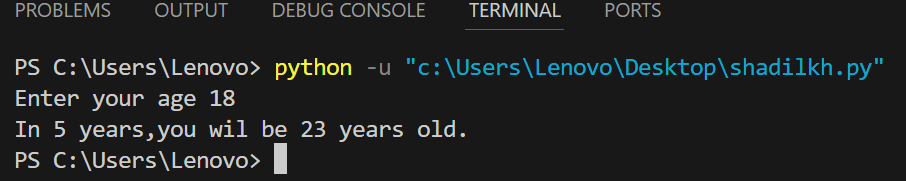 PROBLEMS OUTPUT DEBUG CONSOLE TERMINAL PORTS
PS C:\Users\Lenovo> python -u "c:\Users\Lenovo\Desktop\shadilkh.py"
Enter your age 18
In 5 years,you wil be 23 years old.
PS C:\Users\Lenovo>